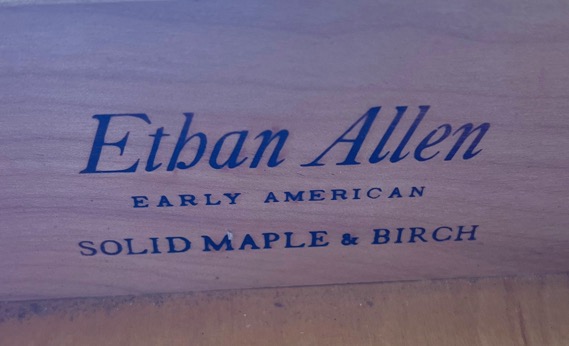 Ethan Allen
EARLY AMERICAN
SOLID MAPLE & BIRCH